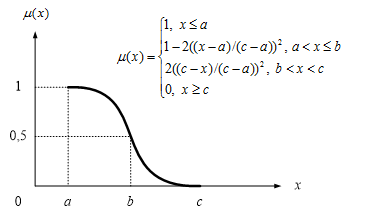 μ(x)
μ(x) = { 1, x ≤ a
1−2((x−a)/(c−a))², a < x ≤ b
2((c−x)/(c−a))², b < x < c
0, x ≥ c
1
0,5
0 a b c x